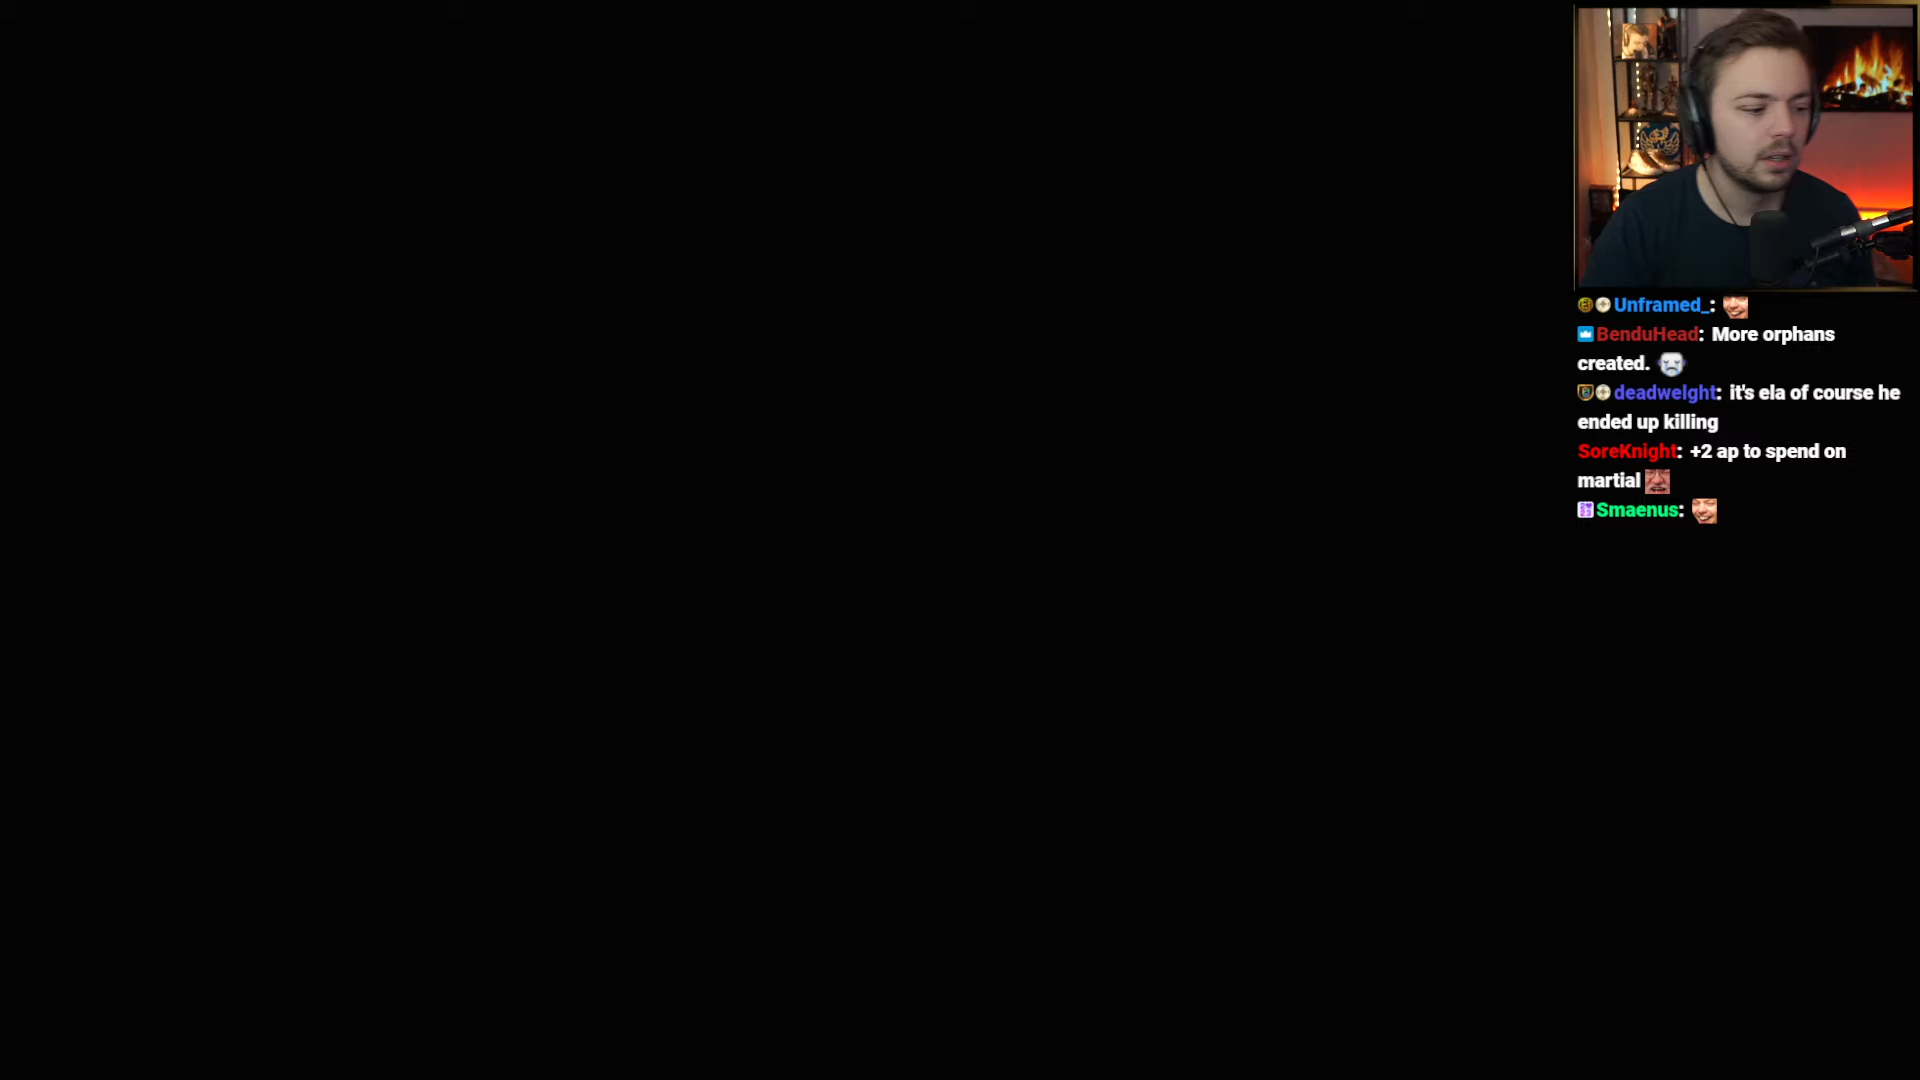 Unframed_:
BenduHead: More orphans
created.
deadweight: it's ela of course he
ended up killing
SoreKnight: +2 ap to spend on
martial
Smaenus: